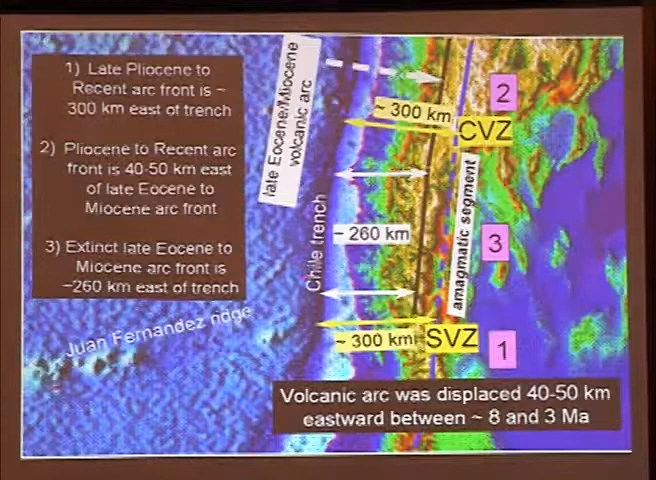 1) Late Pliocene to
Recent arc front is ~
300 km east of trench
2) Pliocene to Recent arc
front is 40-50 km east
of late Eocene to
Miocene arc front
3) Extinct late Eocene to
Miocene arc front is
~260 km east of trench
late Eocene/Miocene
volcanic arc
2
~ 300 km
CVZ
Chile trench
~ 260 km
amagmatic segment
3
Juan Fernandez ridge
~ 300 km
SVZ
1
Volcanic arc was displaced 40-50 km
eastward between ~ 8 and 3 Ma